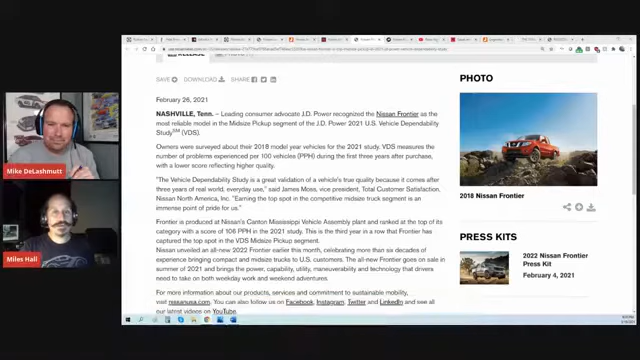 SAVE
DOWNLOAD
SHARE
February 26, 2021
NASHVILLE, Tenn. – Leading consumer advocate J.D. Power recognized the Nissan Frontier as the
most reliable model in the Midsize Pickup segment of the J.D. Power 2021 U.S. Vehicle Dependability
StudySM (VDS).
Owners were surveyed about their 2018 model year vehicles for the 2021 study. VDS measures the
number of problems experienced per 100 vehicles (PPH) during the first three years after purchase,
with a lower score reflecting higher quality.
"The Vehicle Dependability Study is a great validation of a vehicle's true quality because it comes after
three years of real world, everyday use," said James Moss, vice president, Total Customer Satisfaction,
Nissan North America, Inc. "Earning the top spot in the competitive midsize truck segment is an
immense point of pride for us."
Frontier is produced at Nissan's Canton Mississippi Vehicle Assembly plant and ranked at the top of its
category with a score of 106 PPH in the 2021 study. This is the third year in a row that Frontier has
captured the top spot in the VDS Midsize Pickup segment.
Nissan unveiled an all-new 2022 Frontier earlier this month, celebrating more than six decades of
experience bringing compact and midsize trucks to U.S. customers. The all-new Frontier goes on sale in
summer of 2021 and brings the power, capability, utility, maneuverability and technology that drivers
need to take on both weekday work and weekend adventures.
For more information about our products, services and commitment to sustainable mobility,
visit nissanusa.com. You can also follow us on Facebook, Instagram, Twitter and LinkedIn and see all
our latest videos on YouTube.
PHOTO
2018 Nissan Frontier
PRESS KITS
2022 Nissan Frontier
Press Kit
February 4, 2021
Mike DeLashmutt
Miles Hall